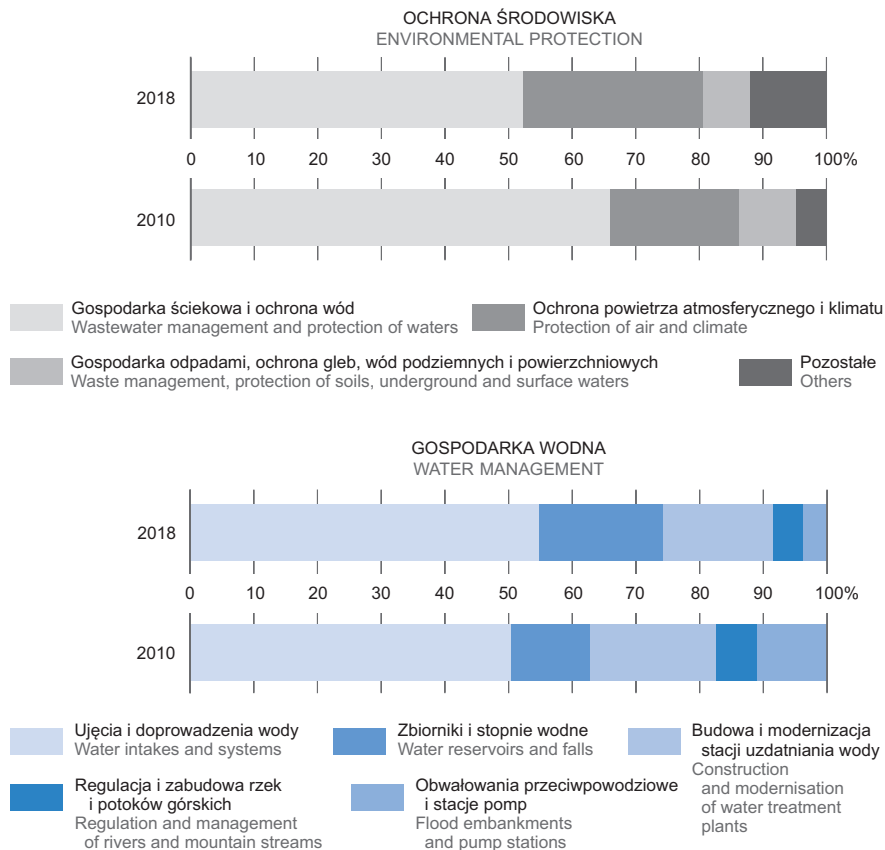 OCHRONA ŚRODOWISKA
ENVIRONMENTAL PROTECTION
2018
0 10 20 30 40 50 60 70 80 90 100%
2010
Gospodarka ściekowa i ochrona wód
Wastewater management and protection of waters
Ochrona powietrza atmosferycznego i klimatu
Protection of air and climate
Gospodarka odpadami, ochrona gleb, wód podziemnych i powierzchniowych
Waste management, protection of soils, underground and surface waters
Pozostałe
Others
GOSPODARKA WODNA
WATER MANAGEMENT
2018
0 10 20 30 40 50 60 70 80 90 100%
2010
Ujęcia i doprowadzenia wody
Water intakes and systems
Zbiorniki i stopnie wodne
Water reservoirs and falls
Budowa i modernizacja
stacji uzdatniania wody
Construction
and modernisation
of water treatment
plants
Regulacja i zabudowa rzek
i potoków górskich
Regulation and management
of rivers and mountain streams
Obwałowania przeciwpowodziowe
i stacje pomp
Flood embankments
and pump stations